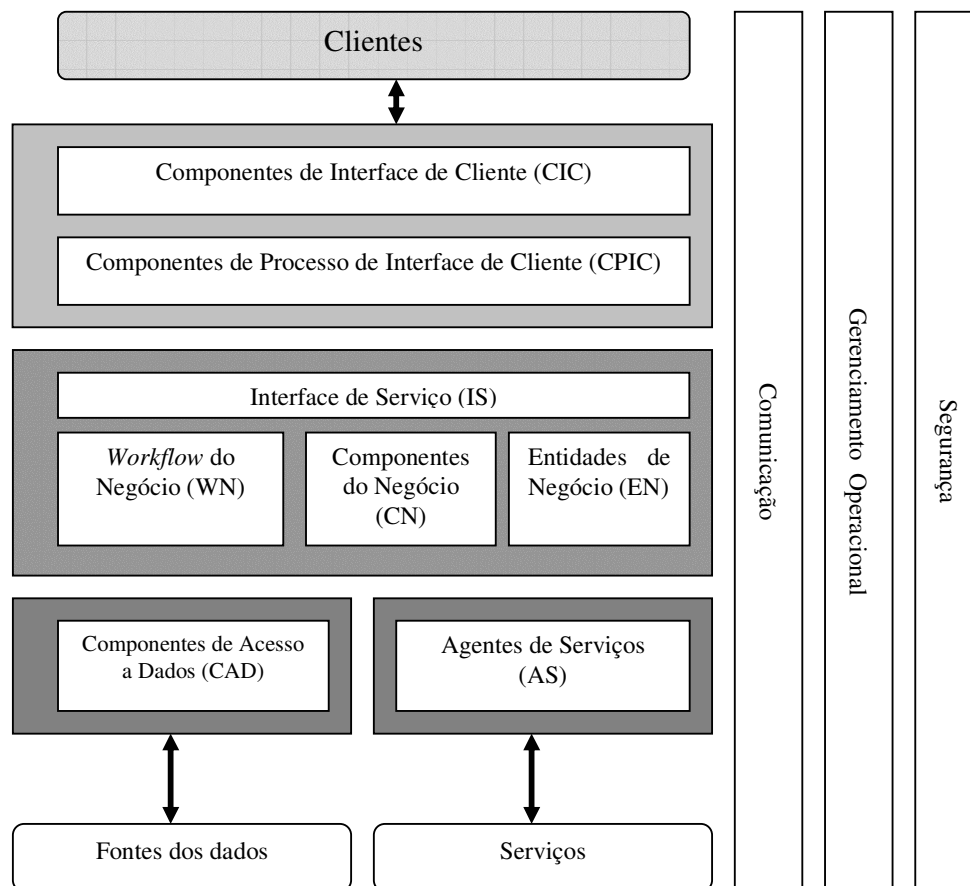 Clientes
Componentes de Interface de Cliente (CIC)
Componentes de Processo de Interface de Cliente (CPIC)
Interface de Serviço (IS)
Workflow do
Negócio (WN)
Componentes
do Negócio
(CN)
Entidades de
Negócio (EN)
Componentes de Acesso
a Dados (CAD)
Agentes de Serviços
(AS)
Fontes dos dados
Serviços
Comunicação
Gerenciamento Operacional
Segurança